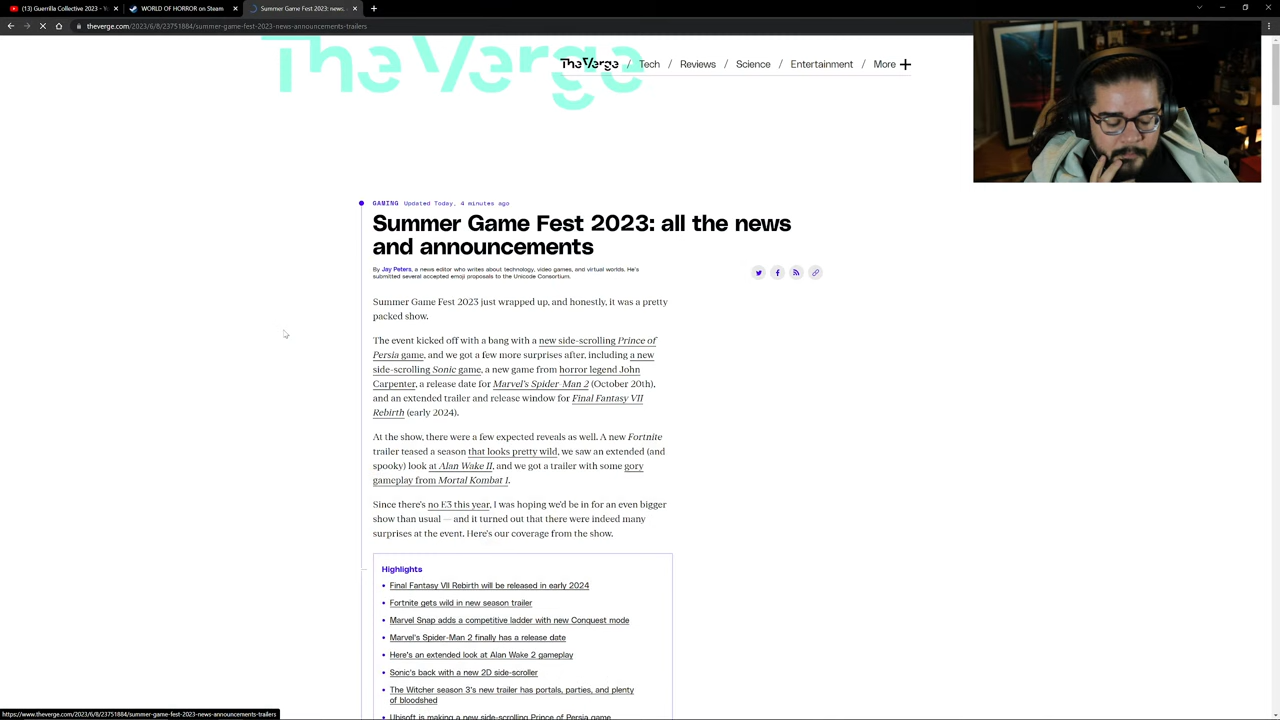 (13) Guerrilla Collective 2023 - Yo
WORLD OF HORROR on Steam
Summer Game Fest 2023: all the news
theverge.com/2023/6/8/23751884/summer-game-fest-2023-news-announcements-trailers
The Verge
The Verge / Tech / Reviews / Science / Entertainment / More +
GAMING Updated Today, 4 minutes ago
Summer Game Fest 2023: all the news
and announcements
By Jay Peters, a news editor who writes about technology, video games, and virtual worlds. He's
submitted several accepted emoji proposals to the Unicode Consortium.
Summer Game Fest 2023 just wrapped up, and honestly, it was a pretty
packed show.
The event kicked off with a bang with a new side-scrolling Prince of
Persia game, and we got a few more surprises after, including a new
side-scrolling Sonic game, a new game from horror legend John
Carpenter, a release date for Marvel's Spider-Man 2 (October 20th),
and an extended trailer and release window for Final Fantasy VII
Rebirth (early 2024).
At the show, there were a few expected reveals as well. A new Fortnite
trailer teased a season that looks pretty wild, we saw an extended (and
spooky) look at Alan Wake II, and we got a trailer with some gory
gameplay from Mortal Kombat 1.
Since there's no E3 this year, I was hoping we'd be in for an even bigger
show than usual — and it turned out that there were indeed many
surprises at the event. Here's our coverage from the show.
Highlights
• Final Fantasy VII Rebirth will be released in early 2024
• Fortnite gets wild in new season trailer
• Marvel Snap adds a competitive ladder with new Conquest mode
• Marvel's Spider-Man 2 finally has a release date
• Here's an extended look at Alan Wake 2 gameplay
• Sonic's back with a new 2D side-scroller
• The Witcher season 3's new trailer has portals, parties, and plenty
of bloodshed
• Ubisoft is making a new side-scrolling Prince of Persia game
https://www.theverge.com/2023/6/8/23751884/summer-game-fest-2023-news-announcements-trailers